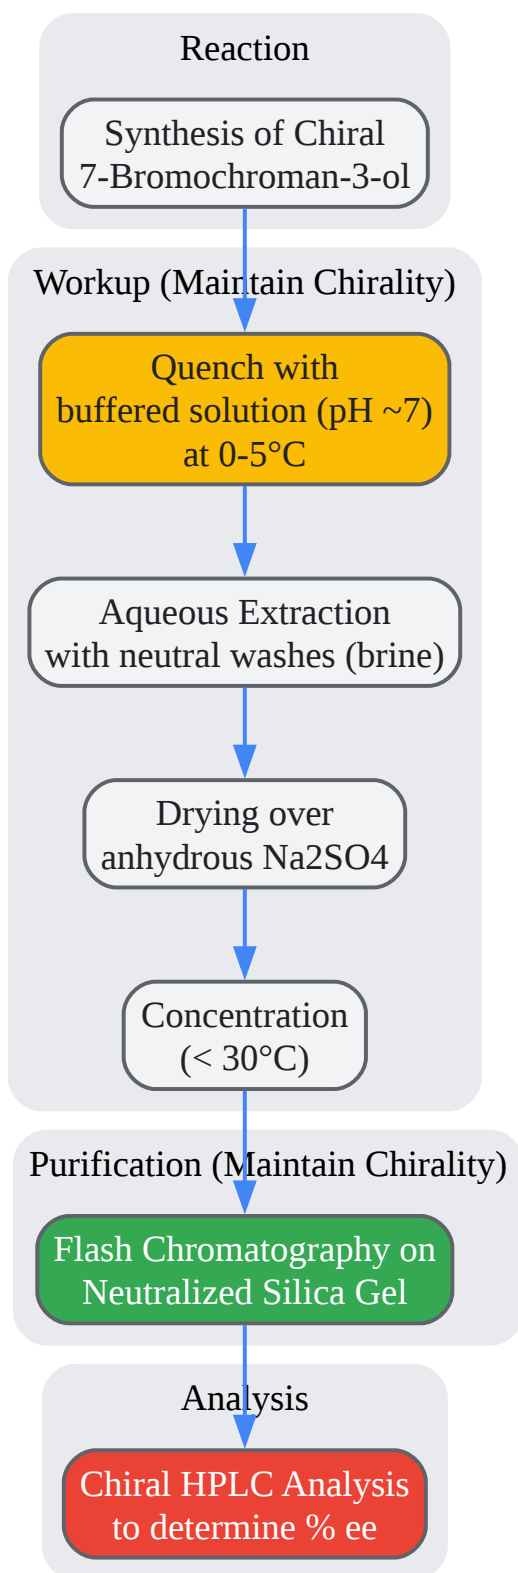 Reaction
Synthesis of Chiral
7-Bromochroman-3-ol
Workup (Maintain Chirality)
Quench with
buffered solution (pH ~7)
at 0-5°C
Aqueous Extraction
with neutral washes (brine)
Drying over
anhydrous Na2SO4
Concentration
(< 30°C)
Purification (Maintain Chirality)
Flash Chromatography on
Neutralized Silica Gel
Analysis
Chiral HPLC Analysis
to determine % ee